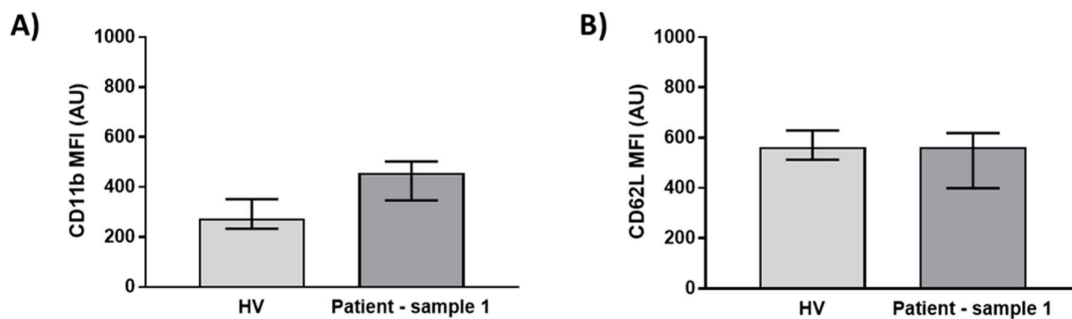 A)
CD11b MFI (AU)
1000
800
600
400
200
0
HV
Patient - sample 1
B)
CD62L MFI (AU)
1000
800
600
400
200
0
HV
Patient - sample 1